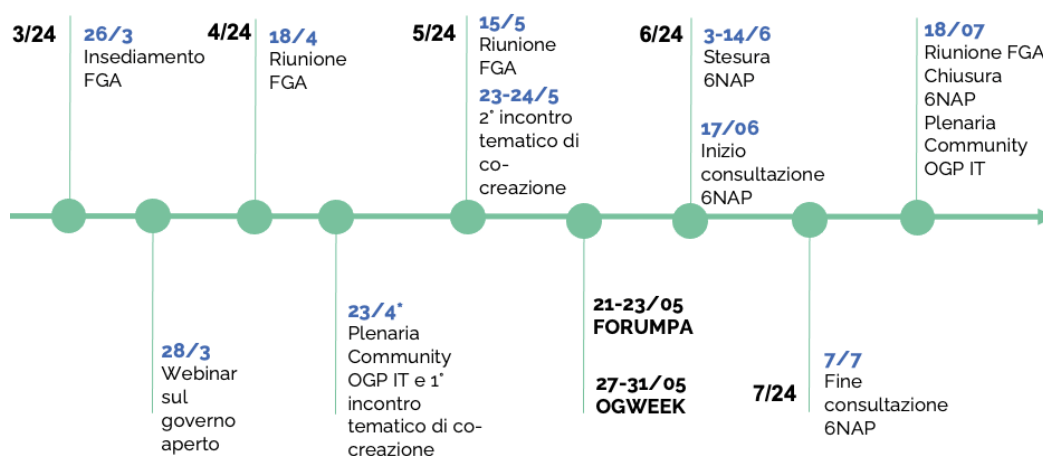 3/24
26/3
Insediamento
FGA
4/24
18/4
Riunione
FGA
5/24
15/5
Riunione
FGA
23-24/5
2° incontro
tematico di
co-
creazione
6/24
3-14/6
Stesura
6NAP
17/06
Inizio
consultazione
6NAP
18/07
Riunione FGA
Chiusura
6NAP
Plenaria
Community
OGP IT
28/3
Webinar
sul
governo
aperto
23/4*
Plenaria
Community
OGP IT e 1°
incontro
tematico di co-
creazione
21-23/05
FORUMPA
27-31/05
OGWEEK
7/24
7/7
Fine
consultazione
6NAP